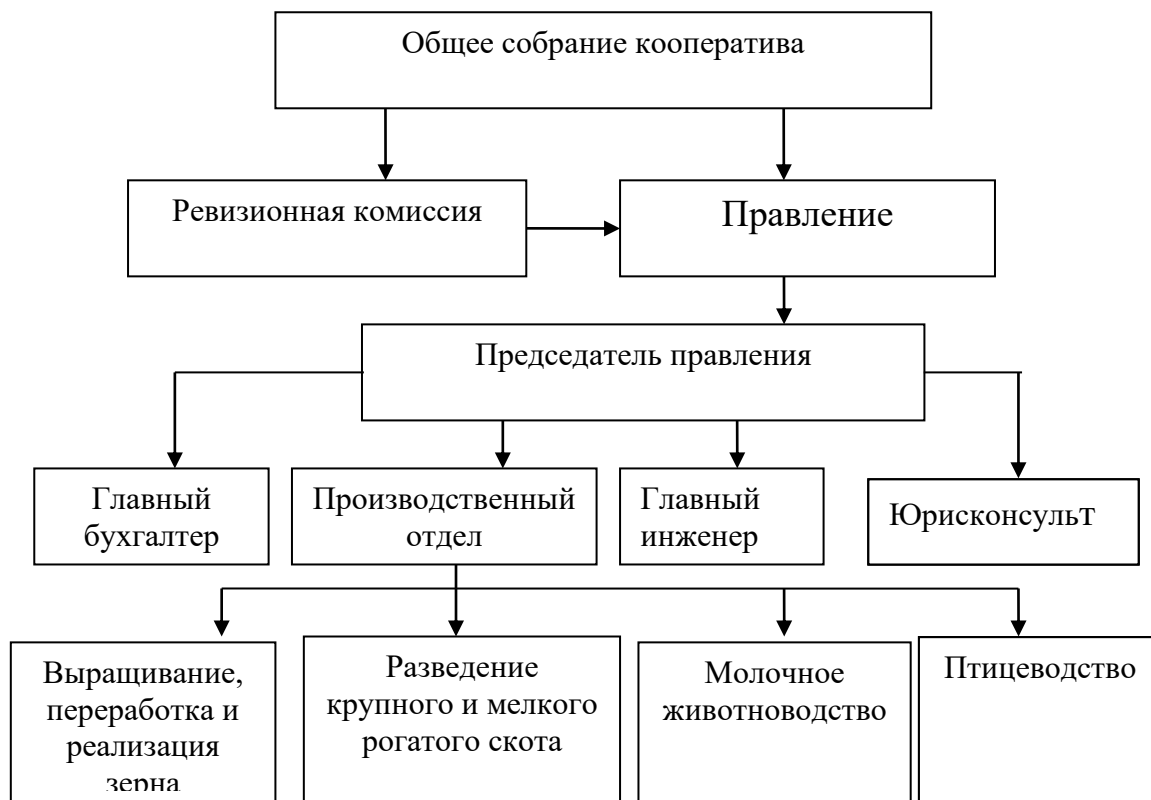 Общее собрание кооператива
Ревизионная комиссия
Правление
Председатель правления
Главный
бухгалтер
Производственный
отдел
Главный
инженер
Юрисконсульт
Выращивание,
переработка и
реализация
зерна
Разведение
крупного и мелкого
рогатого скота
Молочное
животноводство
Птицеводство